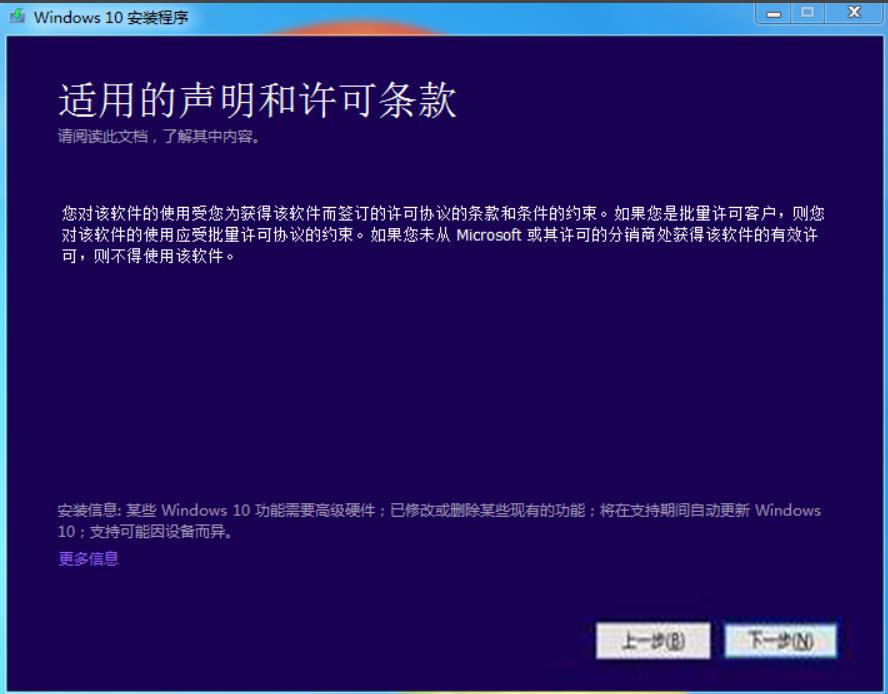 Windows 10 安装程序
适用的声明和许可条款
请阅读此文档，了解其中内容。
您对该软件的使用受您为获得该软件而签订的许可协议的条款和条件的约束。如果您是批量许可客户，则您
对该软件的使用应受批量许可协议的约束。如果您未从 Microsoft 或其许可的分销商处获得该软件的有效许
可，则不得使用该软件。
安装信息: 某些 Windows 10 功能需要高级硬件；已修改或删除某些现有的功能；将在支持期间自动更新 Windows
10；支持可能因设备而异。
更多信息
上一步(B)
下一步(N)